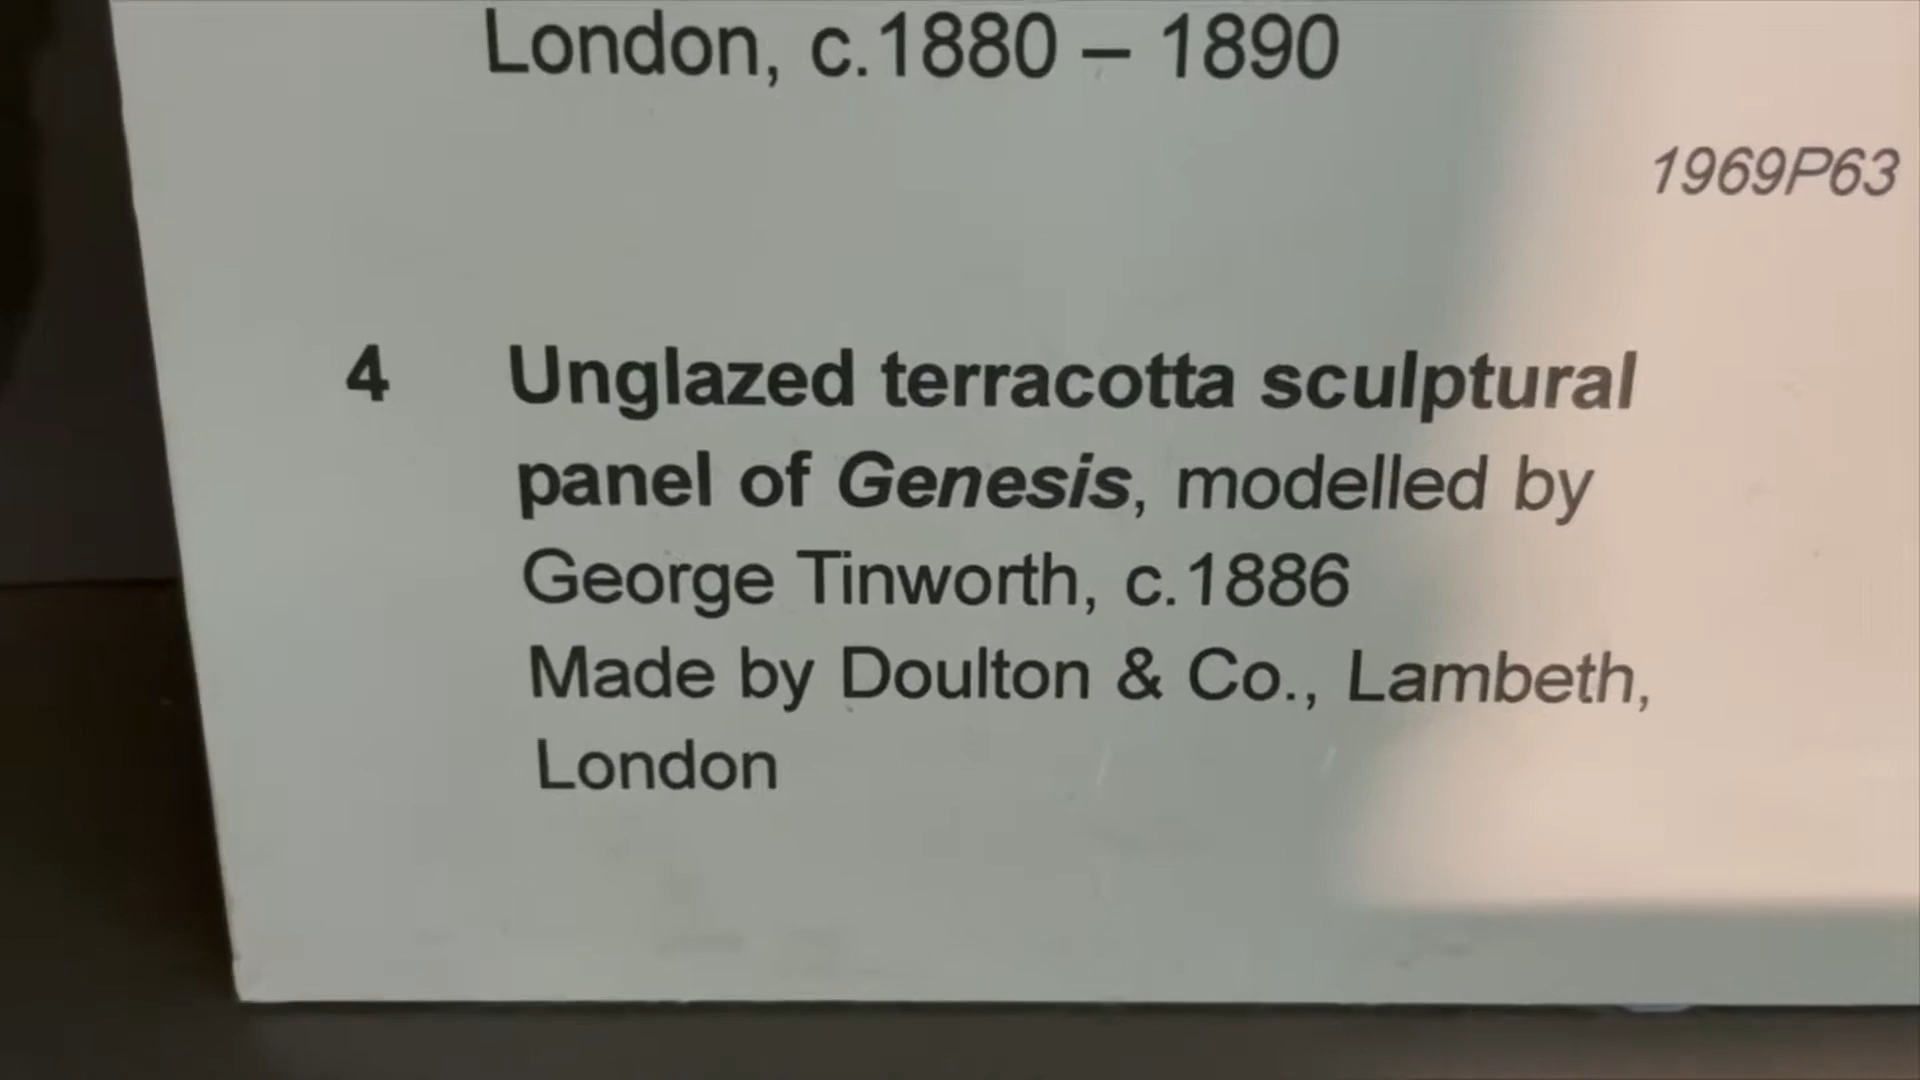 London, c.1880 – 1890
1969P63
4 Unglazed terracotta sculptural
panel of Genesis, modelled by
George Tinworth, c.1886
Made by Doulton & Co., Lambeth,
London